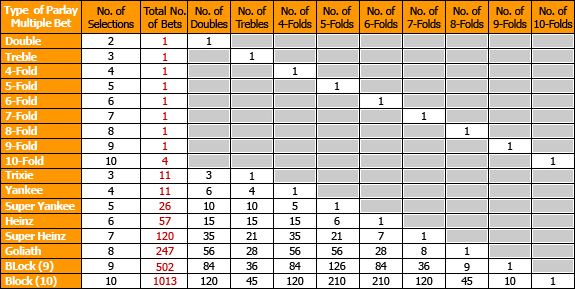 Type of Parlay No. of Total No. No. of No. of No. of No. of No. of No. of No. of No. of No. of
Multiple Bet Selections of Bets Doubles Trebles 4-Folds 5-Folds 6-Folds 7-Folds 8-Folds 9-Folds 10-Folds
Double 2 1 1
Treble 3 1 1
4-Fold 4 1 1
5-Fold 5 1 1
6-Fold 6 1 1
7-Fold 7 1 1
8-Fold 8 1 1
9-Fold 9 1 1
10-Fold 10 4 1
Trixie 3 11 3 1
Yankee 4 11 6 4 1
Super Yankee 5 26 10 10 5 1
Heinz 6 57 15 15 15 6 1
Super Heinz 7 120 35 21 35 21 7 1
Goliath 8 247 56 28 56 56 28 8 1
BLock (9) 9 502 84 36 84 126 84 36 9 1
Block (10) 10 1013 120 45 120 210 210 120 45 10 1